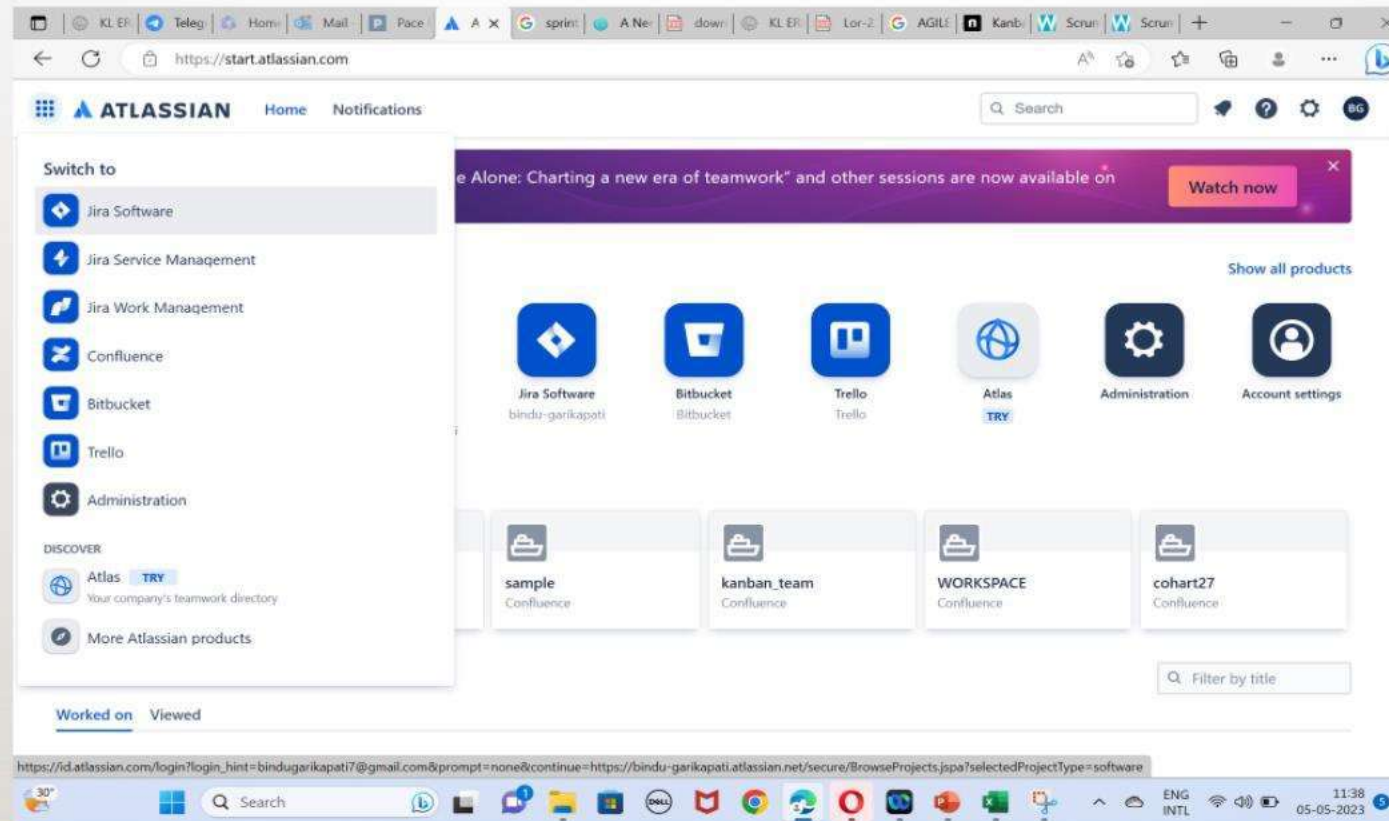 KL ER
Teleg
Home
Mail -
Pace
A
sprint
A Ne
down
KL ER
Lor-2
AGILE
Kanb
Scrun
Scrun
https://start.atlassian.com
ATLASSIAN Home Notifications Search BG
Switch to
Jira Software
Jira Service Management
Jira Work Management
Confluence
Bitbucket
Trello
Administration
DISCOVER
Atlas TRY
Your company's teamwork directory
More Atlassian products
e Alone: Charting a new era of teamwork" and other sessions are now available on
Watch now
Show all products
Jira Software Bitbucket Trello Atlas Administration Account settings
bindu-garikapati Bitbucket Trello TRY
sample kanban_team WORKSPACE cohart27
Confluence Confluence Confluence Confluence
Filter by title
Worked on Viewed
https://id.atlassian.com/login?login_hint=bindugarikapati7@gmail.com&prompt=none&continue=https://bindu-garikapati.atlassian.net/secure/BrowseProjects.jspa?selectedProjectType=software
30°
Search
DELL
ENG
INTL
11:38
05-05-2023
5